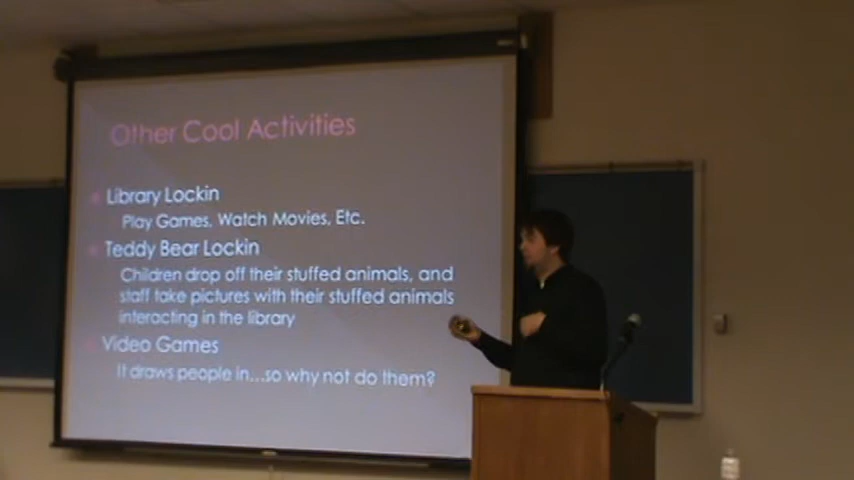 Other Cool Activities
Library Lockin
Play Games, Watch Movies, Etc.
Teddy Bear Lockin
Children drop off their stuffed animals, and
staff take pictures with their stuffed animals
interacting in the library
Video Games
It draws people in...so why not do them?